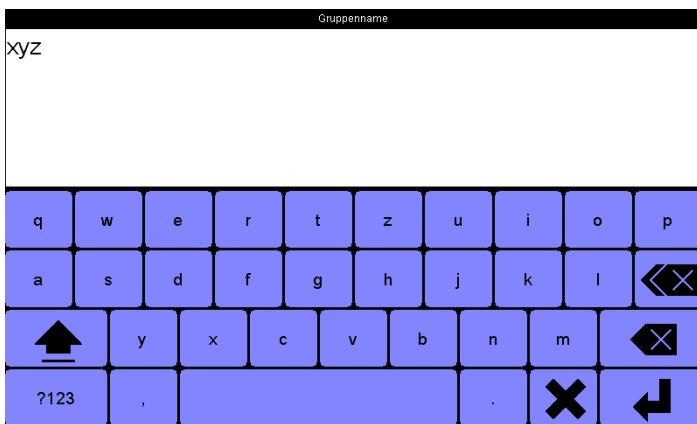 Gruppenname
xyz
q w e r t z u i o p
a s d f g h j k l
y x c v b n m
?123 , .